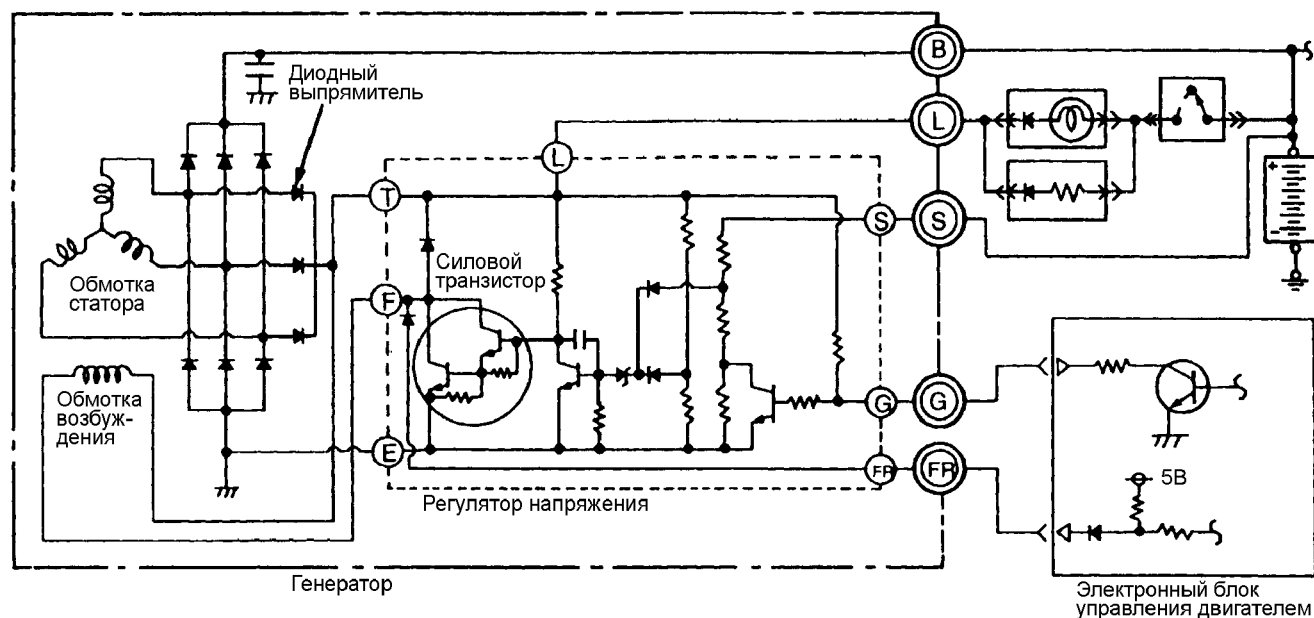 B
Диодный
выпрямитель
L
L
T
S
S
+
-
Силовой
транзистор
Обмотка
статора
F
Обмотка
возбуж-
дения
G
G
E
FR
FR
5В
Регулятор напряжения
Генератор
Электронный блок
управления двигателем